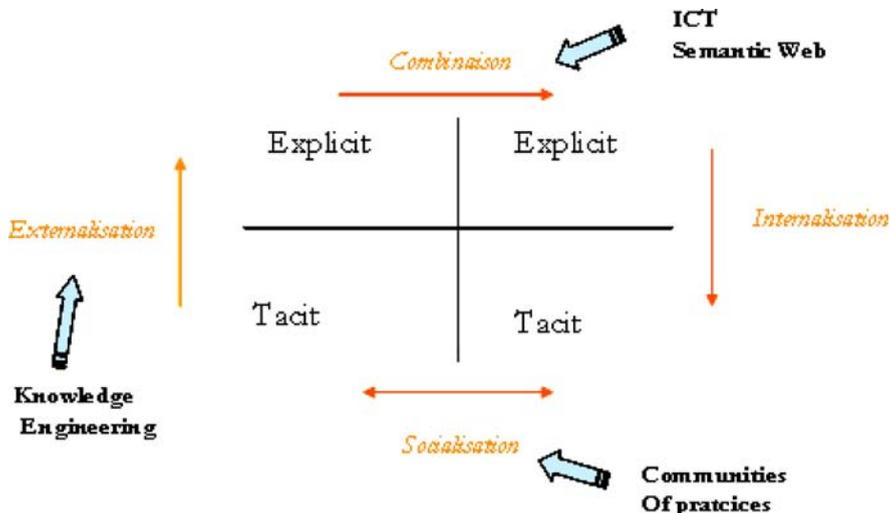 ICT
Semantic Web
Combinaison
Explicit
Explicit
Externalisation
Internalisation
Tacit
Tacit
Knowledge
Engineering
Socialisation
Communities
Of pratcices